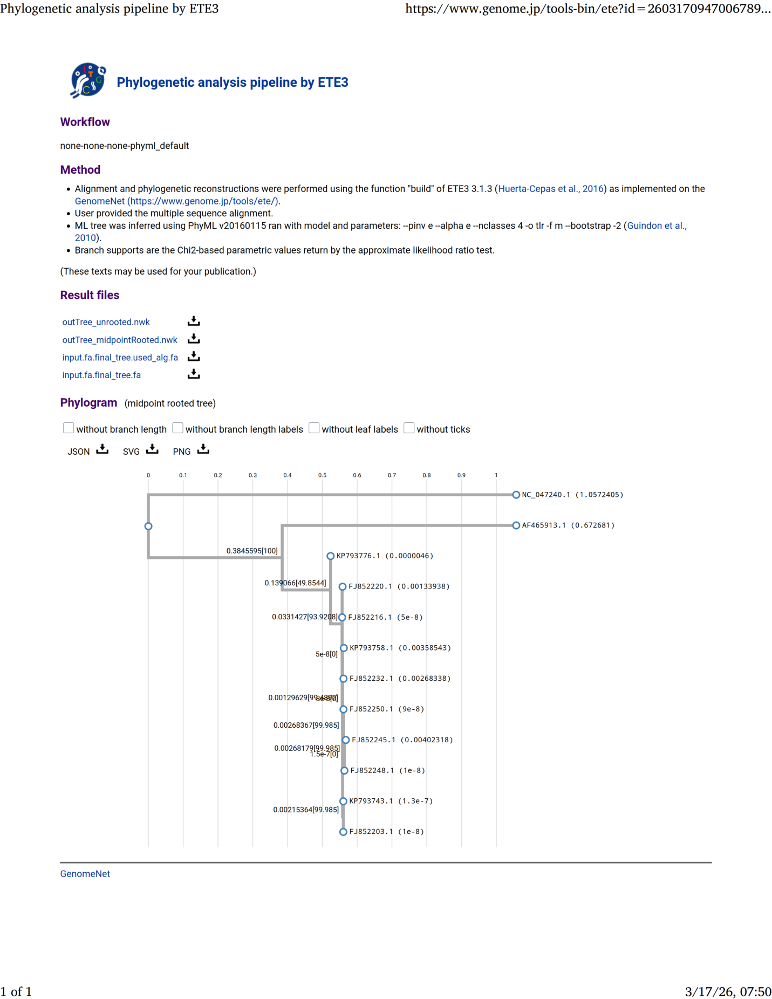 Phylogenetic analysis pipeline by ETE3
https://www.genome.jp/tools-bin/ete?id=2603170947006789...
Phylogenetic analysis pipeline by ETE3
Workflow
none-none-none-phyml_default
Method
• Alignment and phylogenetic reconstructions were performed using the function "build" of ETE3 3.1.3 (Huerta-Cepas et al., 2016) as implemented on the
GenomeNet (https://www.genome.jp/tools/ete/).
• User provided the multiple sequence alignment.
• ML tree was inferred using PhyML v20160115 ran with model and parameters: --pinv e --alpha e --nclasses 4 -o tlr -f m --bootstrap -2 (Guindon et al.,
2010).
• Branch supports are the Chi2-based parametric values return by the approximate likelihood ratio test.
(These texts may be used for your publication.)
Result files
outTree_unrooted.nwk
outTree_midpointRooted.nwk
input.fa.final_tree.used_alg.fa
input.fa.final_tree.fa
Phylogram (midpoint rooted tree)
without branch length without branch length labels without leaf labels without ticks
JSON SVG PNG
0 0.1 0.2 0.3 0.4 0.5 0.6 0.7 0.8 0.9 1
NC_047240.1 (1.0572405)
AF465913.1 (0.672681)
0.3845595[100]
KP793776.1 (0.0000046)
0.139066[49.8544]
FJ852220.1 (0.00133938)
0.0331427[93.9208]
FJ852216.1 (5e-8)
KP793758.1 (0.00358543)
5e-8[0]
FJ852232.1 (0.00268338)
FJ852250.1 (9e-8)
0.00268367[99.985]
FJ852245.1 (0.00402318)
0.00268179[99.985]
1.5e-7[0]
FJ852248.1 (1e-8)
KP793743.1 (1.3e-7)
0.00215364[99.985]
FJ852203.1 (1e-8)
GenomeNet
1 of 1
3/17/26, 07:50